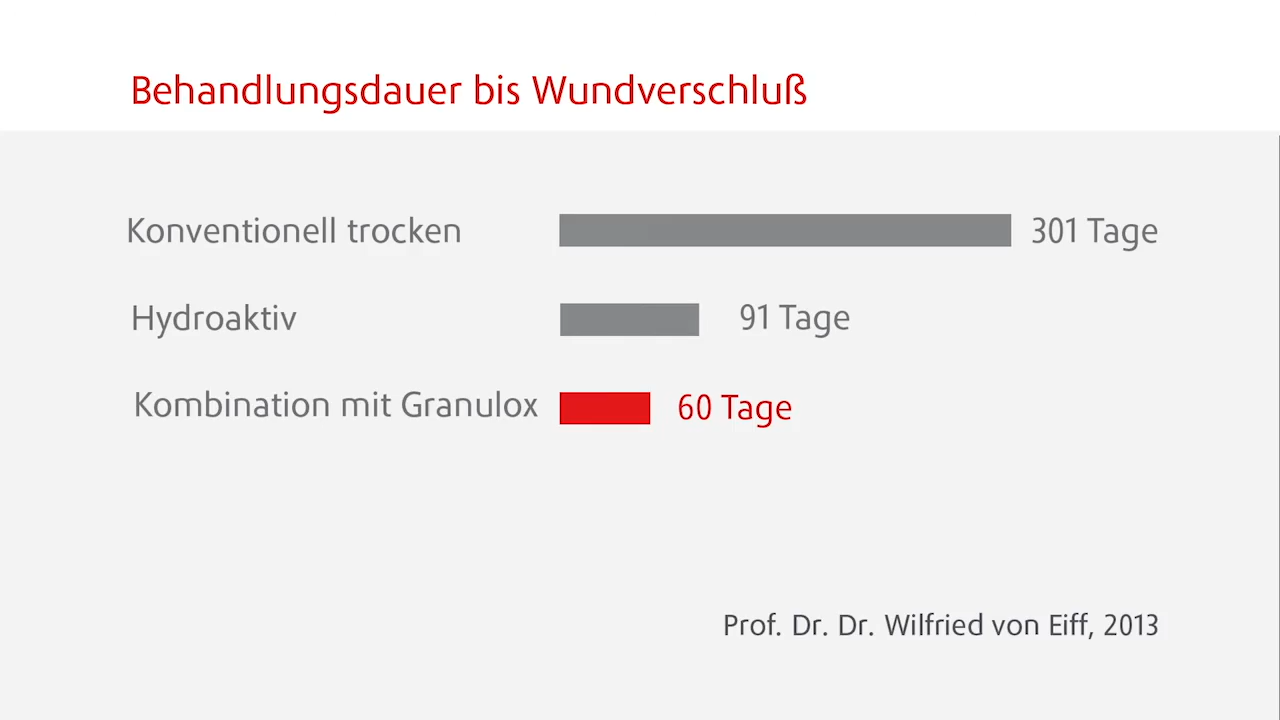 Behandlungsdauer bis Wundverschluß
Konventionell trocken 301 Tage
Hydroaktiv 91 Tage
Kombination mit Granulox 60 Tage
Prof. Dr. Dr. Wilfried von Eiff, 2013